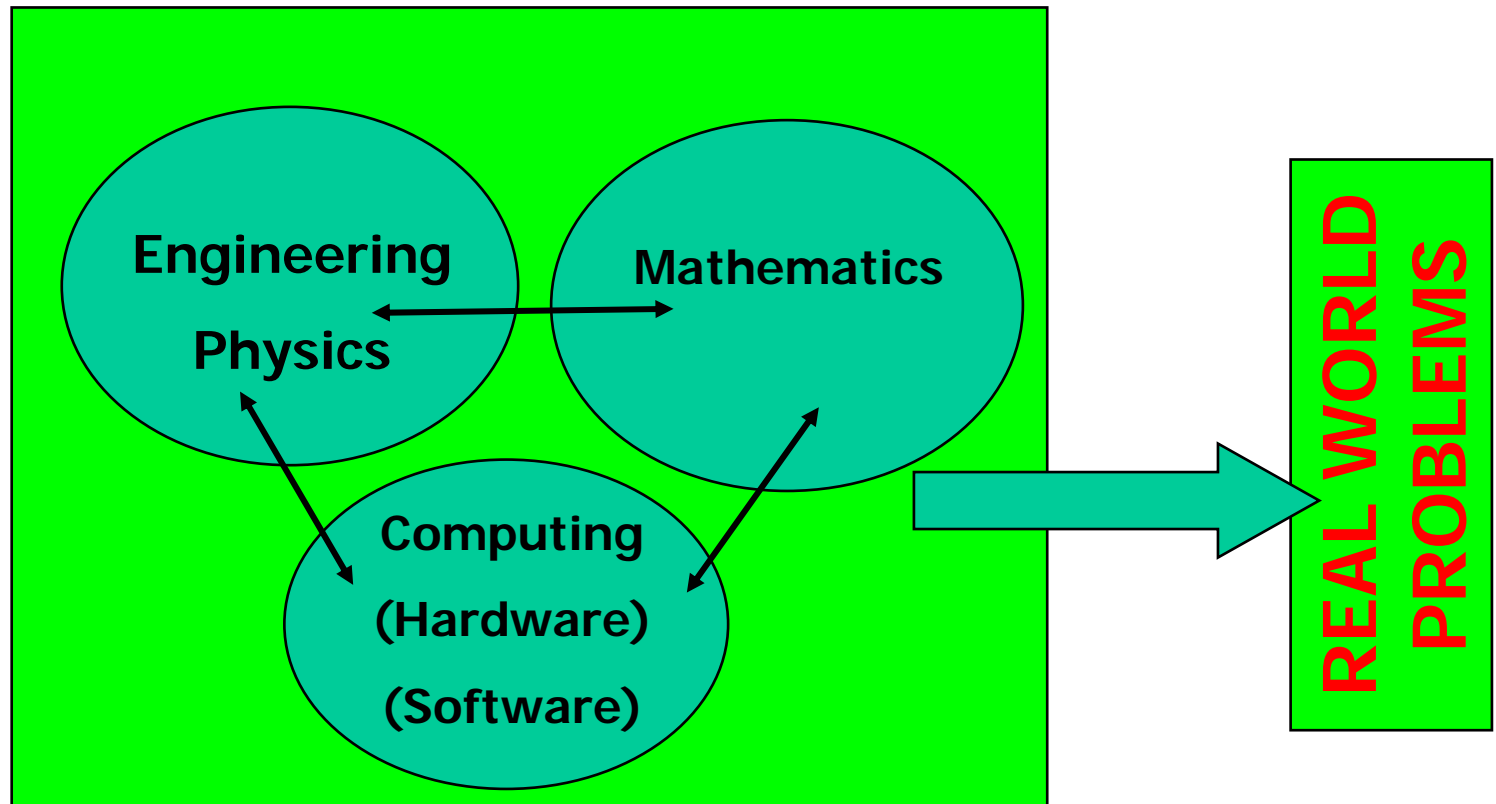 Engineering
Physics
Mathematics
Computing
(Hardware)
(Software)
REAL WORLD
PROBLEMS